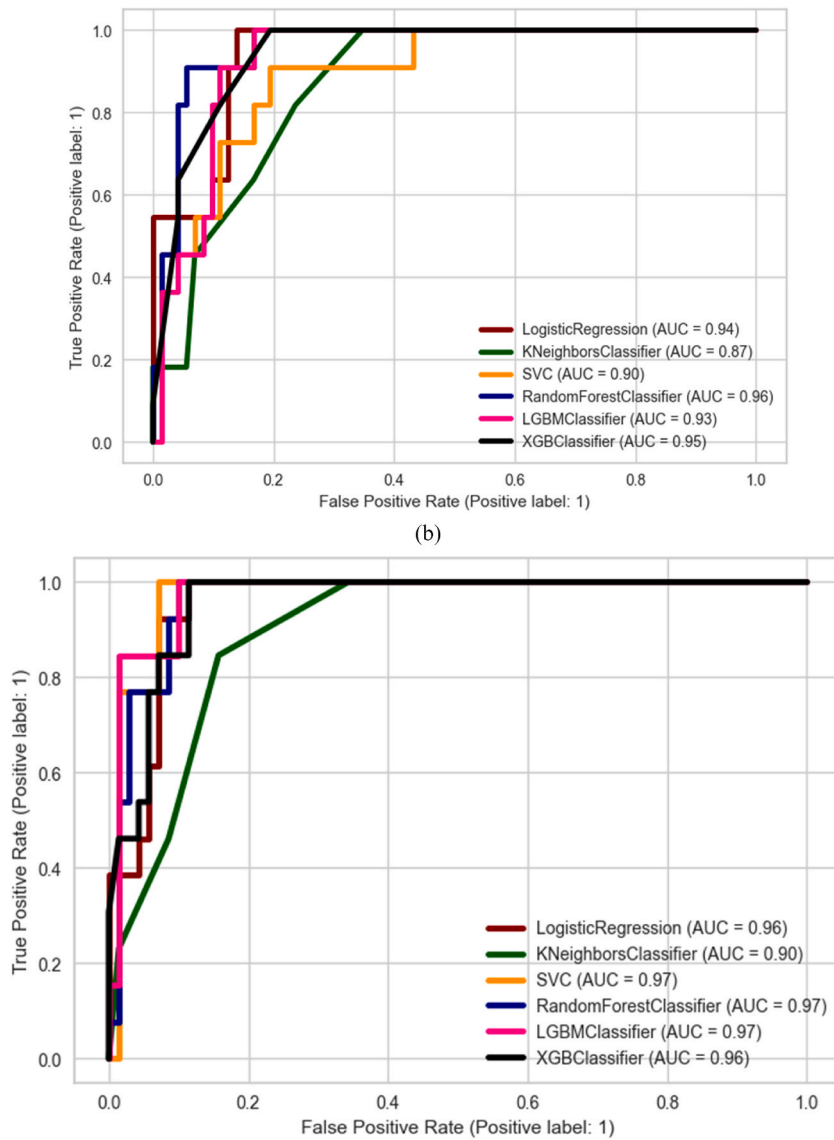 1.0
0.8
0.6
0.4
0.2
0.0
True Positive Rate (Positive label: 1)
LogisticRegression (AUC = 0.94)
KNeighborsClassifier (AUC = 0.87)
SVC (AUC = 0.90)
RandomForestClassifier (AUC = 0.96)
LGBMClassifier (AUC = 0.93)
XGBClassifier (AUC = 0.95)
0.0 0.2 0.4 0.6 0.8 1.0
False Positive Rate (Positive label: 1)
(b)
1.0
0.8
0.6
0.4
0.2
0.0
True Positive Rate (Positive label: 1)
LogisticRegression (AUC = 0.96)
KNeighborsClassifier (AUC = 0.90)
SVC (AUC = 0.97)
RandomForestClassifier (AUC = 0.97)
LGBMClassifier (AUC = 0.97)
XGBClassifier (AUC = 0.96)
0.0 0.2 0.4 0.6 0.8 1.0
False Positive Rate (Positive label: 1)